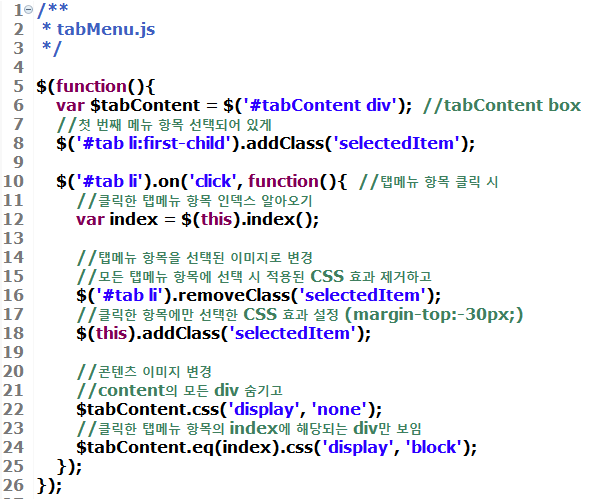 1 /**
2  * tabMenu.js
3  */
4
5 $(function(){
6   var $tabContent = $('#tabContent div');  //tabContent box
7   //첫 번째 메뉴 항목 선택되어 있게
8   $('#tab li:first-child').addClass('selectedItem');
9
10   $('#tab li').on('click', function(){  //탭메뉴 항목 클릭 시
11     //클릭한 탭메뉴 항목 인덱스 알아오기
12     var index = $(this).index();
13
14     //탭메뉴 항목을 선택된 이미지로 변경
15     //모든 탭메뉴 항목에 선택 시 적용된 CSS 효과 제거하고
16     $('#tab li').removeClass('selectedItem');
17     //클릭한 항목에만 선택한 CSS 효과 설정 (margin-top:-30px;)
18     $(this).addClass('selectedItem');
19
20     //콘텐츠 이미지 변경
21     //content의 모든 div 숨기고
22     $tabContent.css('display', 'none');
23     //클릭한 탭메뉴 항목의 index에 해당되는 div만 보임
24     $tabContent.eq(index).css('display', 'block');
25   });
26 });